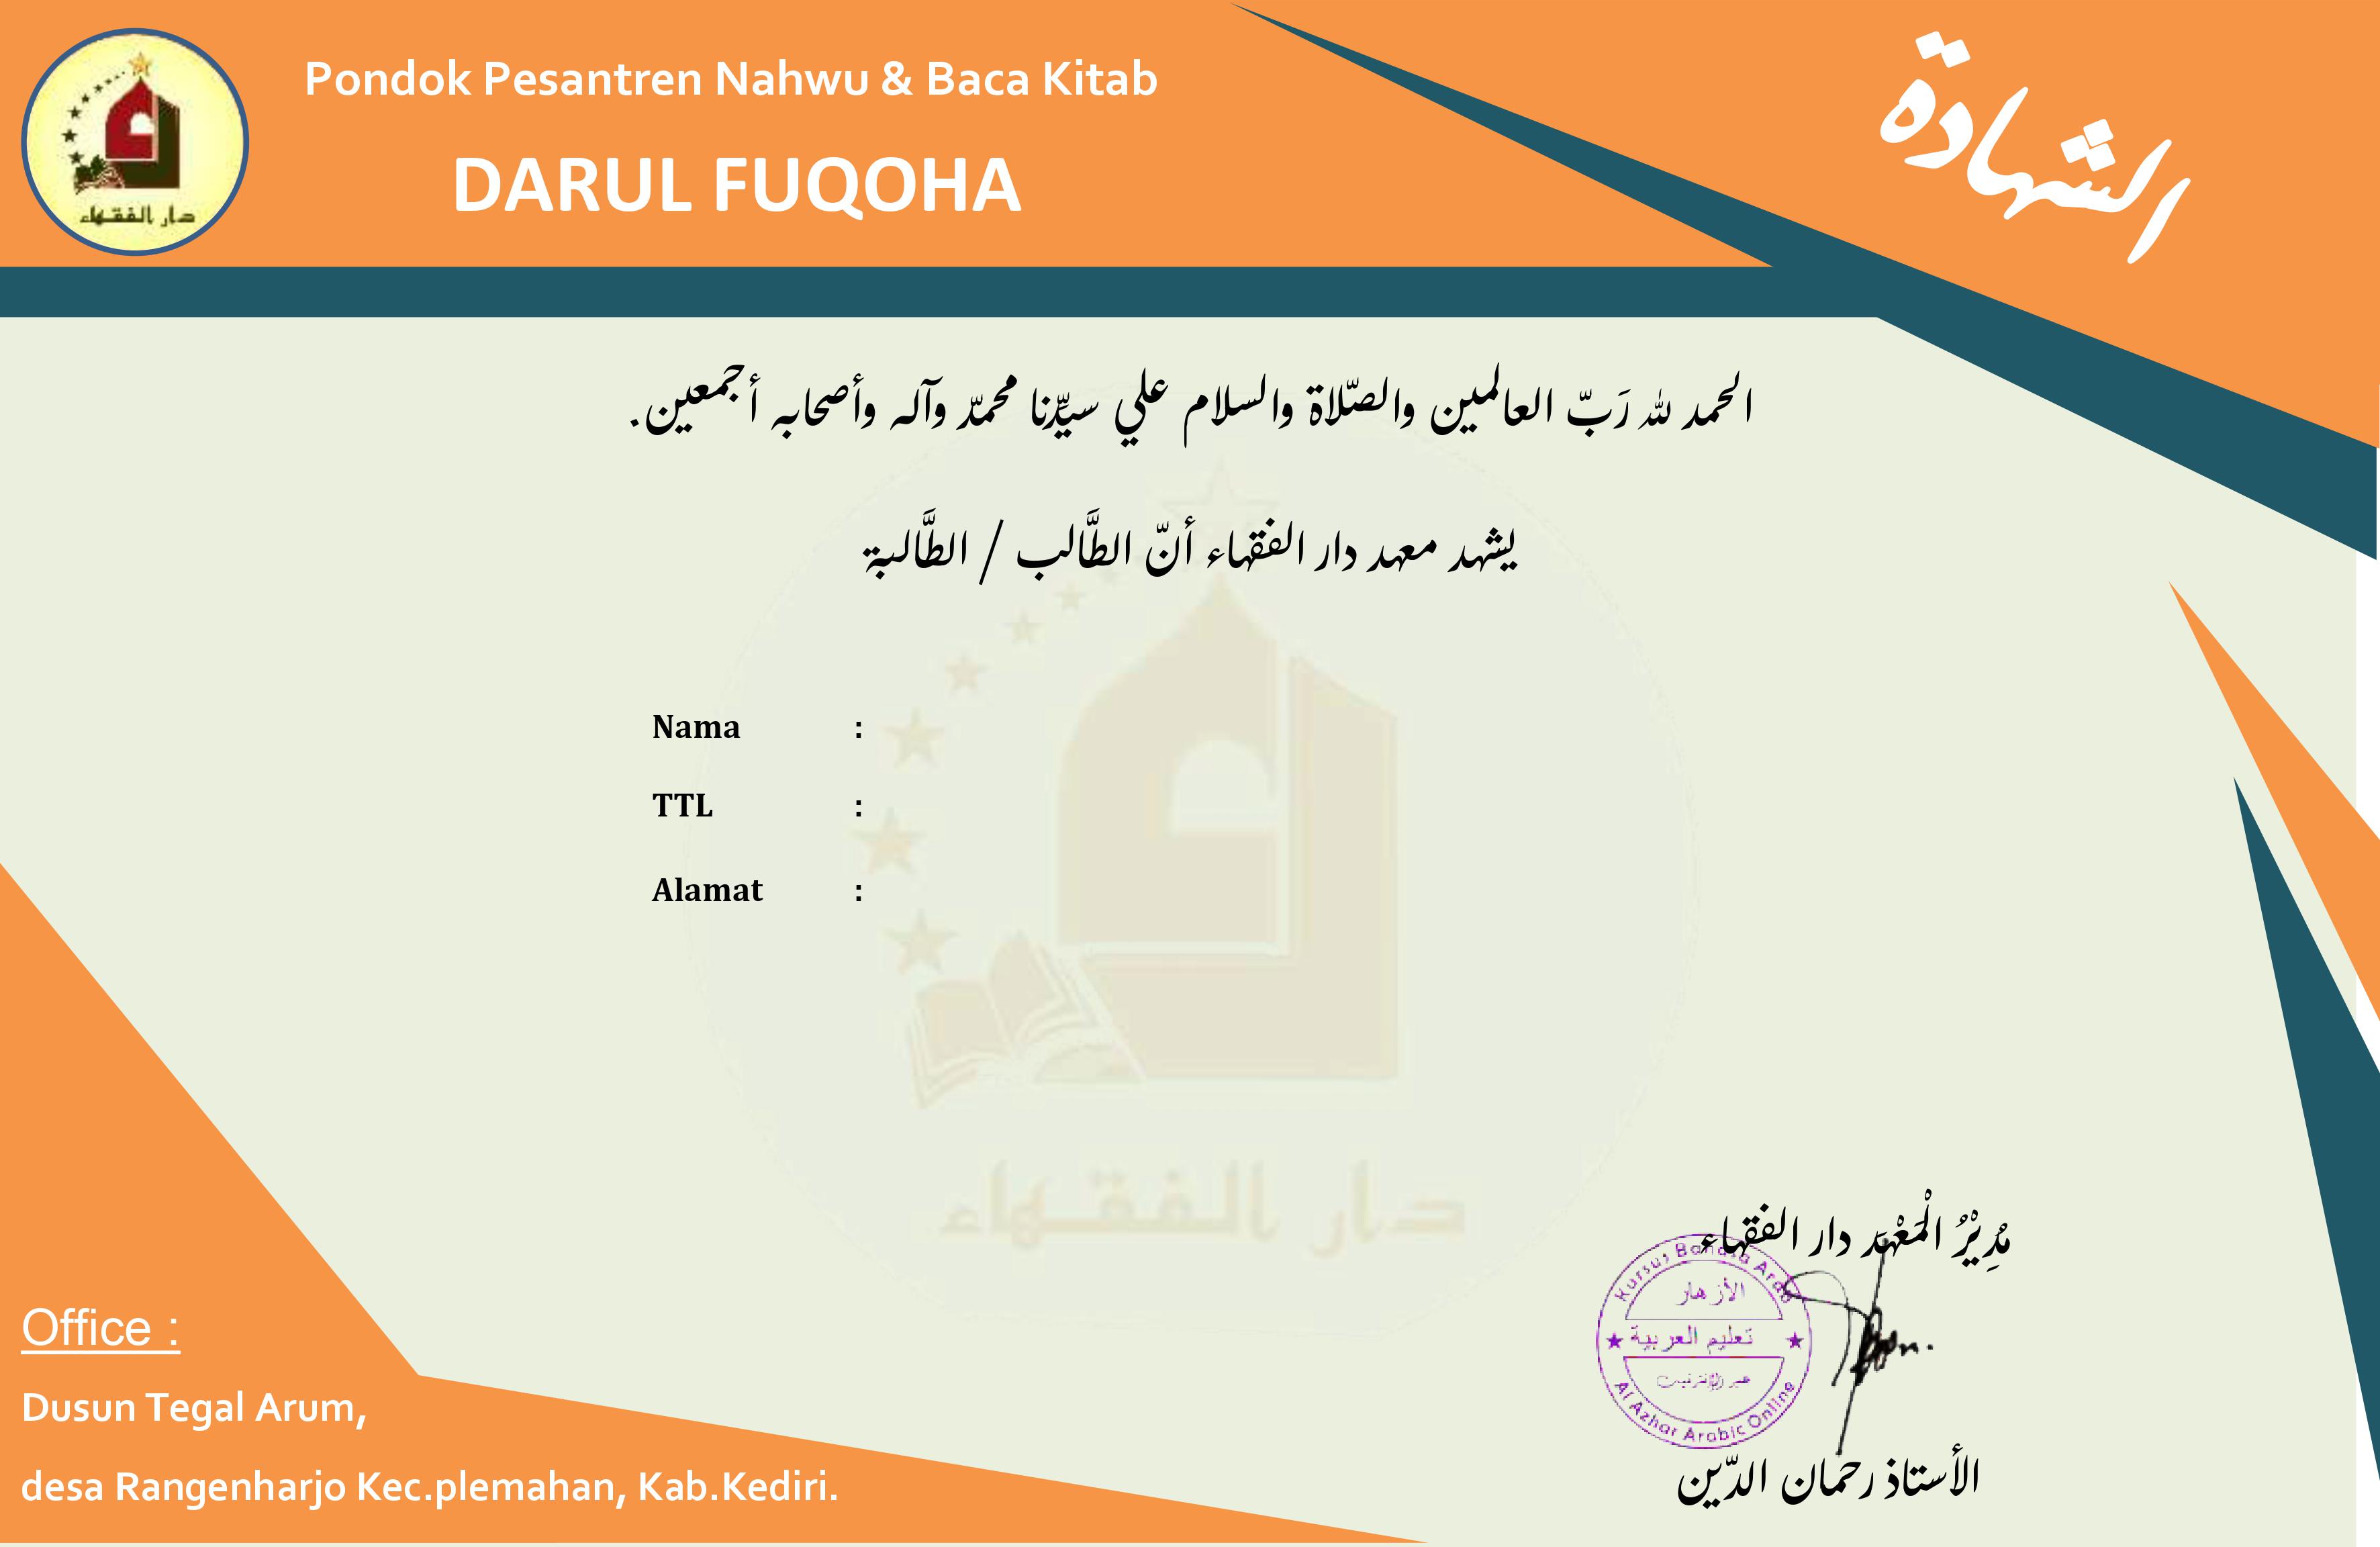 Pondok Pesantren Nahwu & Baca Kitab
DARUL FUQOHA
دار الفقهاء
الشهادة
الحمد لله رَبّ العالمين والصّلاة والسلام علي سيِّدِنا محمّد وآله وأصحابه أجمعين.
يشهد معهد دار الفقهاء أنّ الطَّالب / الطَّالبة
Nama :
TTL :
Alamat :
دار الفقهاء
مُدِيْرُ الْمَعْهَد دار الفقهاء
Kursus Bahasa Arab
الأزهار
تعليم العربية
عبر الإنترنيت
Al Azhar Arabic Online
الأستاذ رحمان الدّين
Office :
Dusun Tegal Arum,
desa Rangenharjo Kec.plemahan, Kab.Kediri.